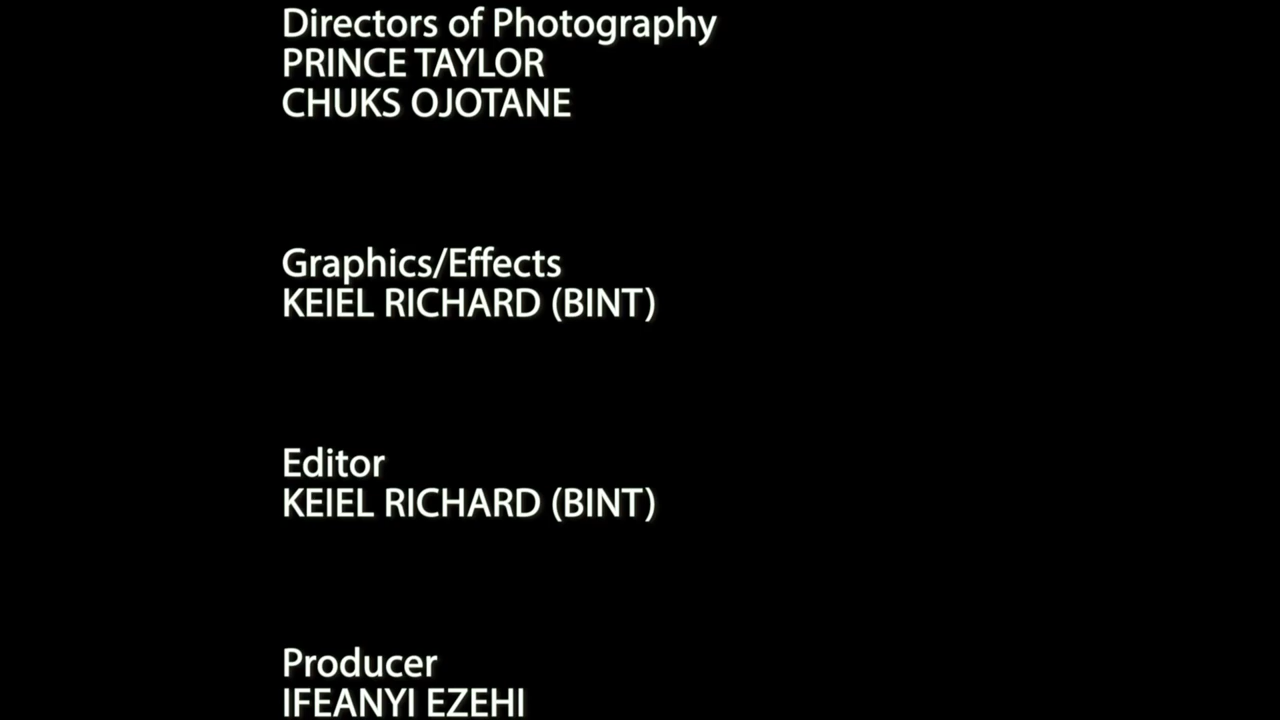 Directors of Photography
PRINCE TAYLOR
CHUKS OJOTANE
Graphics/Effects
KEIEL RICHARD (BINT)
Editor
KEIEL RICHARD (BINT)
Producer
IFEANYI EZEHI